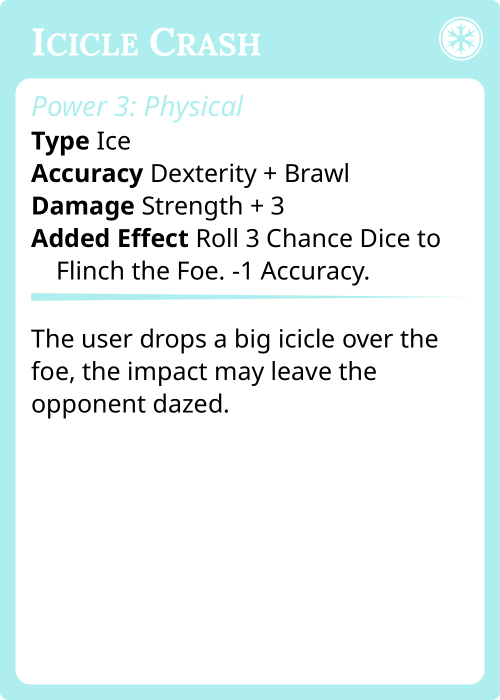 Icicle Crash
Power 3: Physical
Type Ice
Accuracy Dexterity + Brawl
Damage Strength + 3
Added Effect Roll 3 Chance Dice to
Flinch the Foe. -1 Accuracy.
The user drops a big icicle over the
foe, the impact may leave the
opponent dazed.